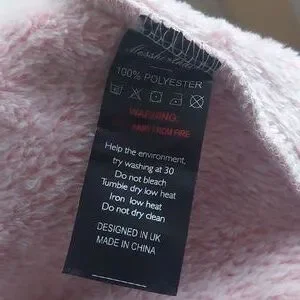 100% POLYESTER
WARNING:
KEEP AWAY FROM FIRE
Help the environment,
try washing at 30
Do not bleach
Tumble dry low heat
Iron low heat
Do not dry clean
DESIGNED IN UK
MADE IN CHINA